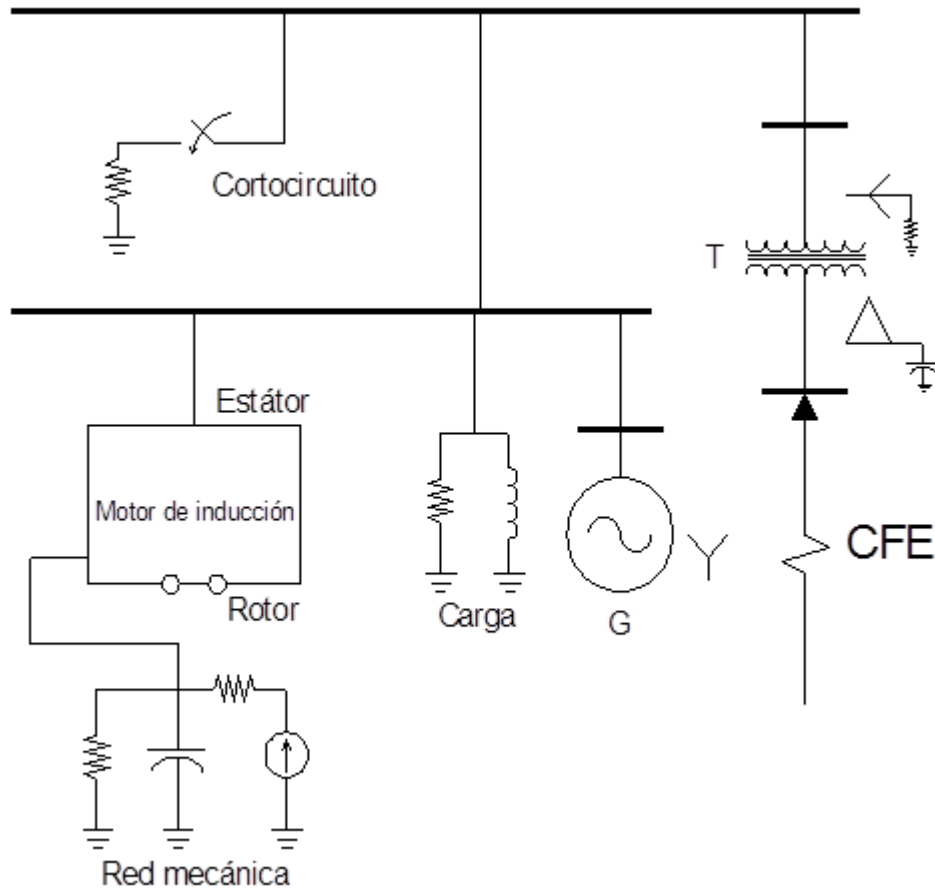 Cortocircuito
T
Estátor
Motor de inducción
CFE
Rotor
Carga
G
Red mecánica